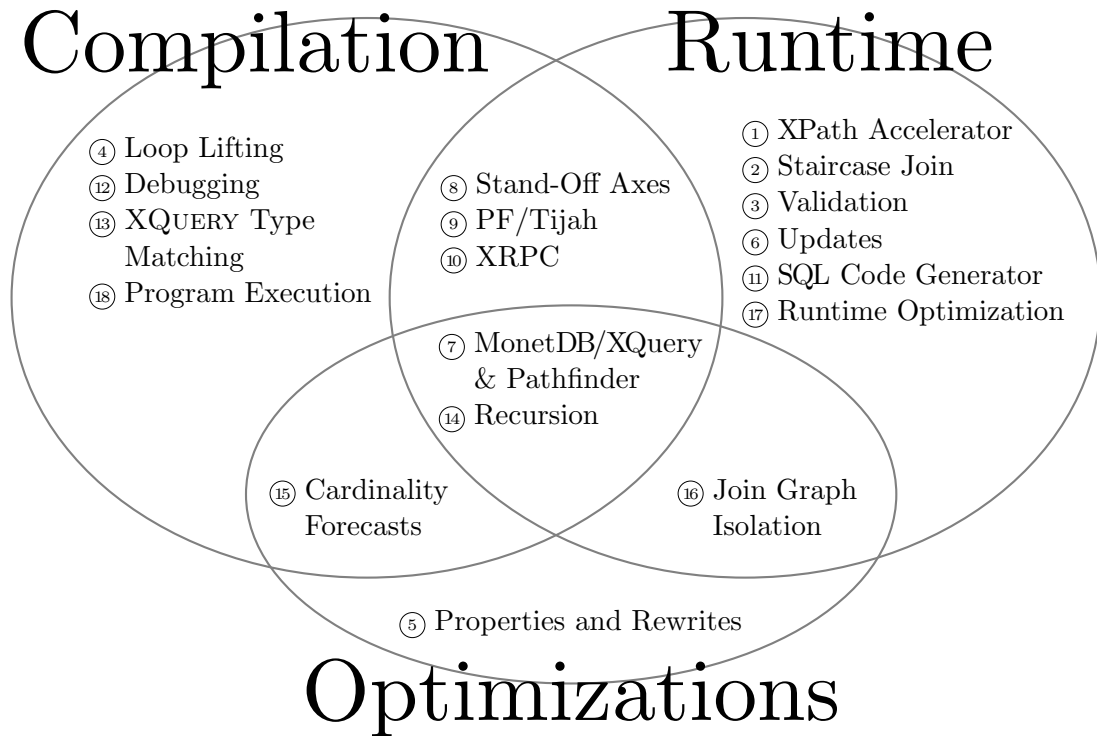 Compilation
Runtime
④ Loop Lifting
⑫ Debugging
⑬ XQUERY Type
Matching
⑱ Program Execution
⑧ Stand-Off Axes
⑨ PF/Tijah
⑩ XRPC
① XPath Accelerator
② Staircase Join
③ Validation
⑥ Updates
⑪ SQL Code Generator
⑰ Runtime Optimization
⑦ MonetDB/XQuery
& Pathfinder
⑭ Recursion
⑮ Cardinality
Forecasts
⑯ Join Graph
Isolation
⑤ Properties and Rewrites
Optimizations